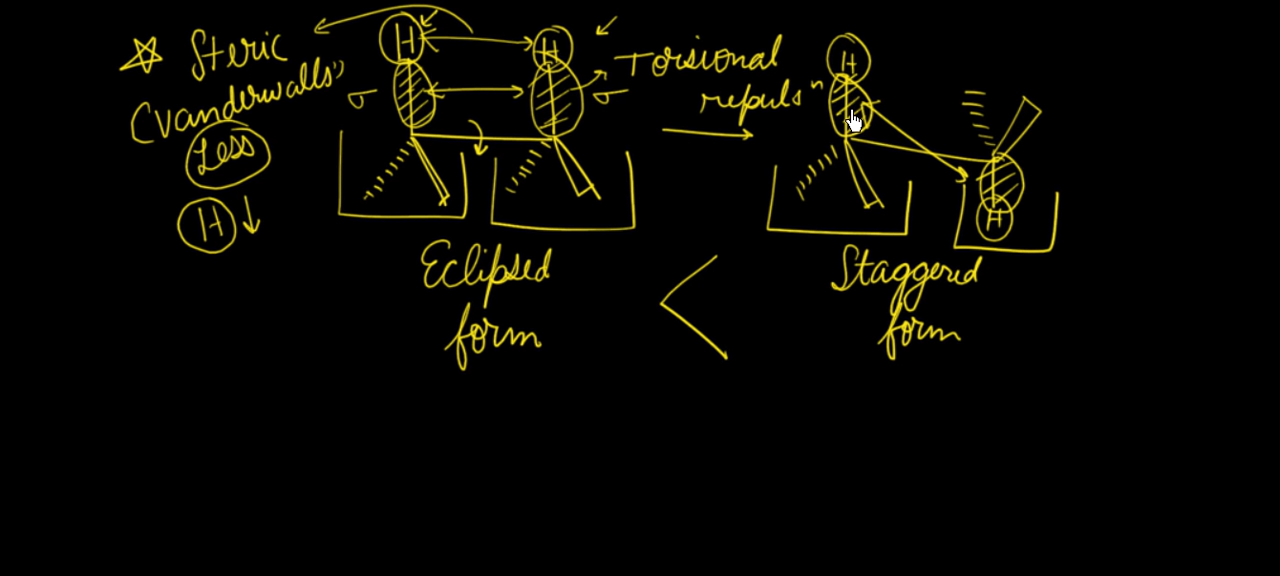 ☆ Steric
(vanderwalls")
Less
H ↓
H H
σ σ
Torsional
repuls"
H
H
Eclipsed
form
<
Staggered
form